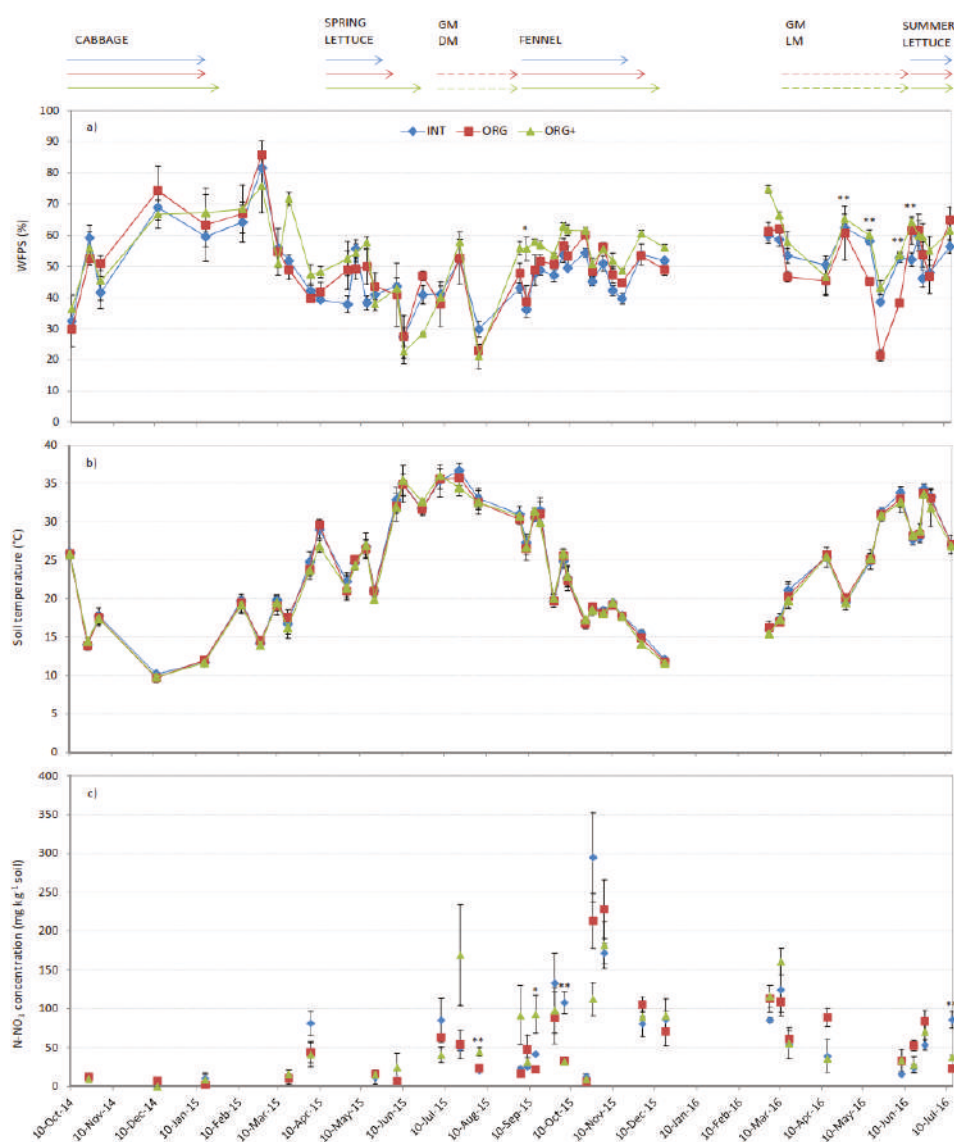 CABBAGE
SPRING
LETTUCE
GM
DM
FENNEL
GM
LM
SUMMER
LETTUCE
a)
INT ORG ORG+
WFPS (%)
100
90
80
70
60
50
40
30
20
10
0
*
**
**
**
**
b)
Soil temperature (°C)
40
35
30
25
20
15
10
5
0
c)
N-NO₃ concentration (mg kg⁻¹ soil)
400
350
300
250
200
150
100
50
0
**
*
**
**
10-Oct-14
10-Nov-14
10-Dec-14
10-Jan-15
10-Feb-15
10-Mar-15
10-Apr-15
10-May-15
10-Jun-15
10-Jul-15
10-Aug-15
10-Sep-15
10-Oct-15
10-Nov-15
10-Dec-15
10-Jan-16
10-Feb-16
10-Mar-16
10-Apr-16
10-May-16
10-Jun-16
10-Jul-16